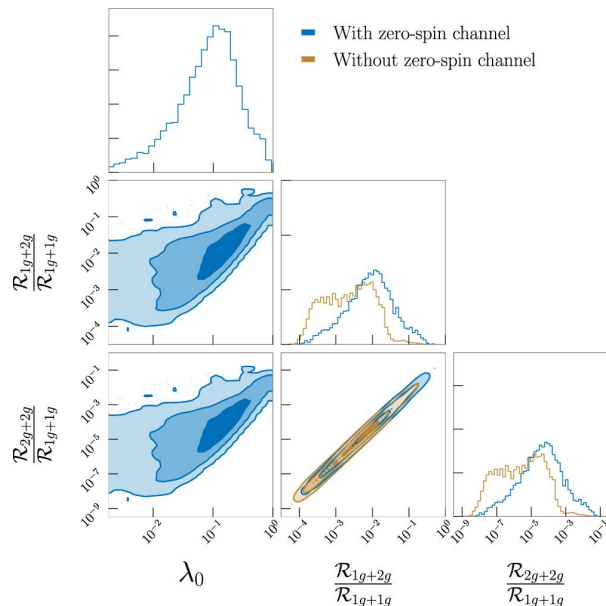 With zero-spin channel
Without zero-spin channel
10^0
10^-1
10^-2
10^-3
10^-4
R_{1g+2g}
R_{1g+1g}
10^-1
10^-3
10^-5
10^-7
10^-9
R_{2g+2g}
R_{1g+1g}
10^-2 10^-1 10^0 10^-4 10^-3 10^-2 10^-1 10^0 10^-9 10^-7 10^-5 10^-3 10^-1
λ_0 R_{1g+2g} R_{2g+2g}
R_{1g+1g} R_{1g+1g}